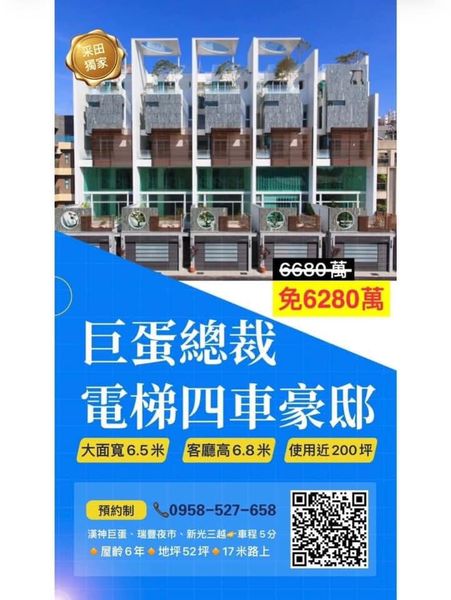 采田
獨家
6680萬
免6280萬
巨蛋總裁
電梯四車豪邸
大面寬6.5米 客廳高6.8米 使用近200坪
預約制 📞0958-527-658
漢神巨蛋、瑞豐夜市、新光三越👉車程5分
🔸屋齡6年🔸地坪52坪🔸17米路上